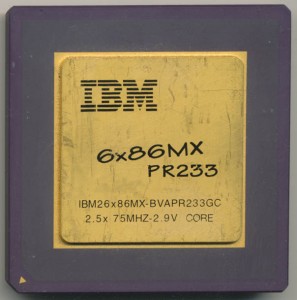 IBM
6x86MX
PR233
IBM26x86MX-BVAPR233GC
2.5x 75MHZ-2.9V CORE